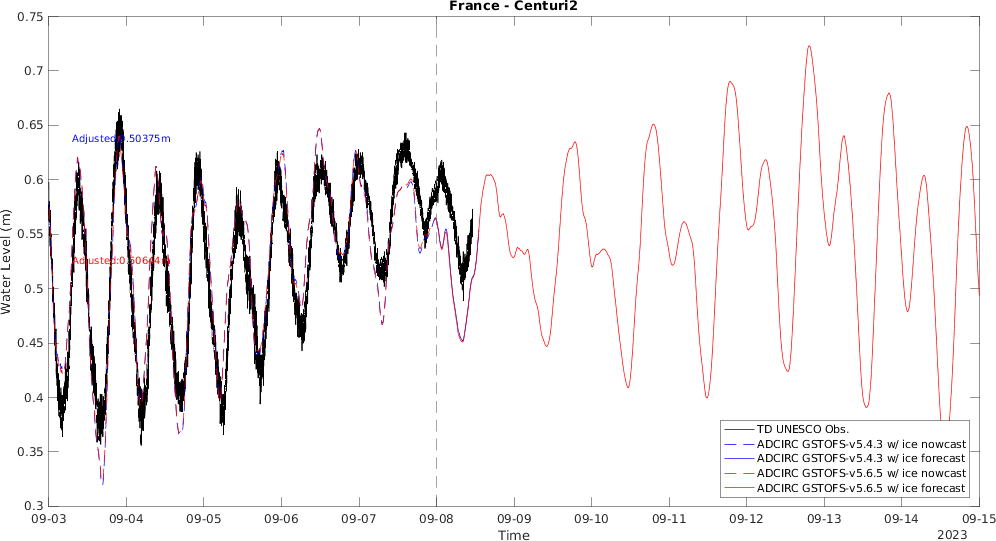 France - Centuri2
0.75
0.7
0.65
0.6
0.55
0.5
0.45
0.4
0.35
0.3
Water Level (m)
Adjusted:0.50375m
TD UNESCO Obs.
ADCIRC GSTOFS-v5.4.3 w/ ice nowcast
ADCIRC GSTOFS-v5.4.3 w/ ice forecast
ADCIRC GSTOFS-v5.6.5 w/ ice nowcast
ADCIRC GSTOFS-v5.6.5 w/ ice forecast
09-03 09-04 09-05 09-06 09-07 09-08 09-09 09-10 09-11 09-12 09-13 09-14 09-15
Time
2023